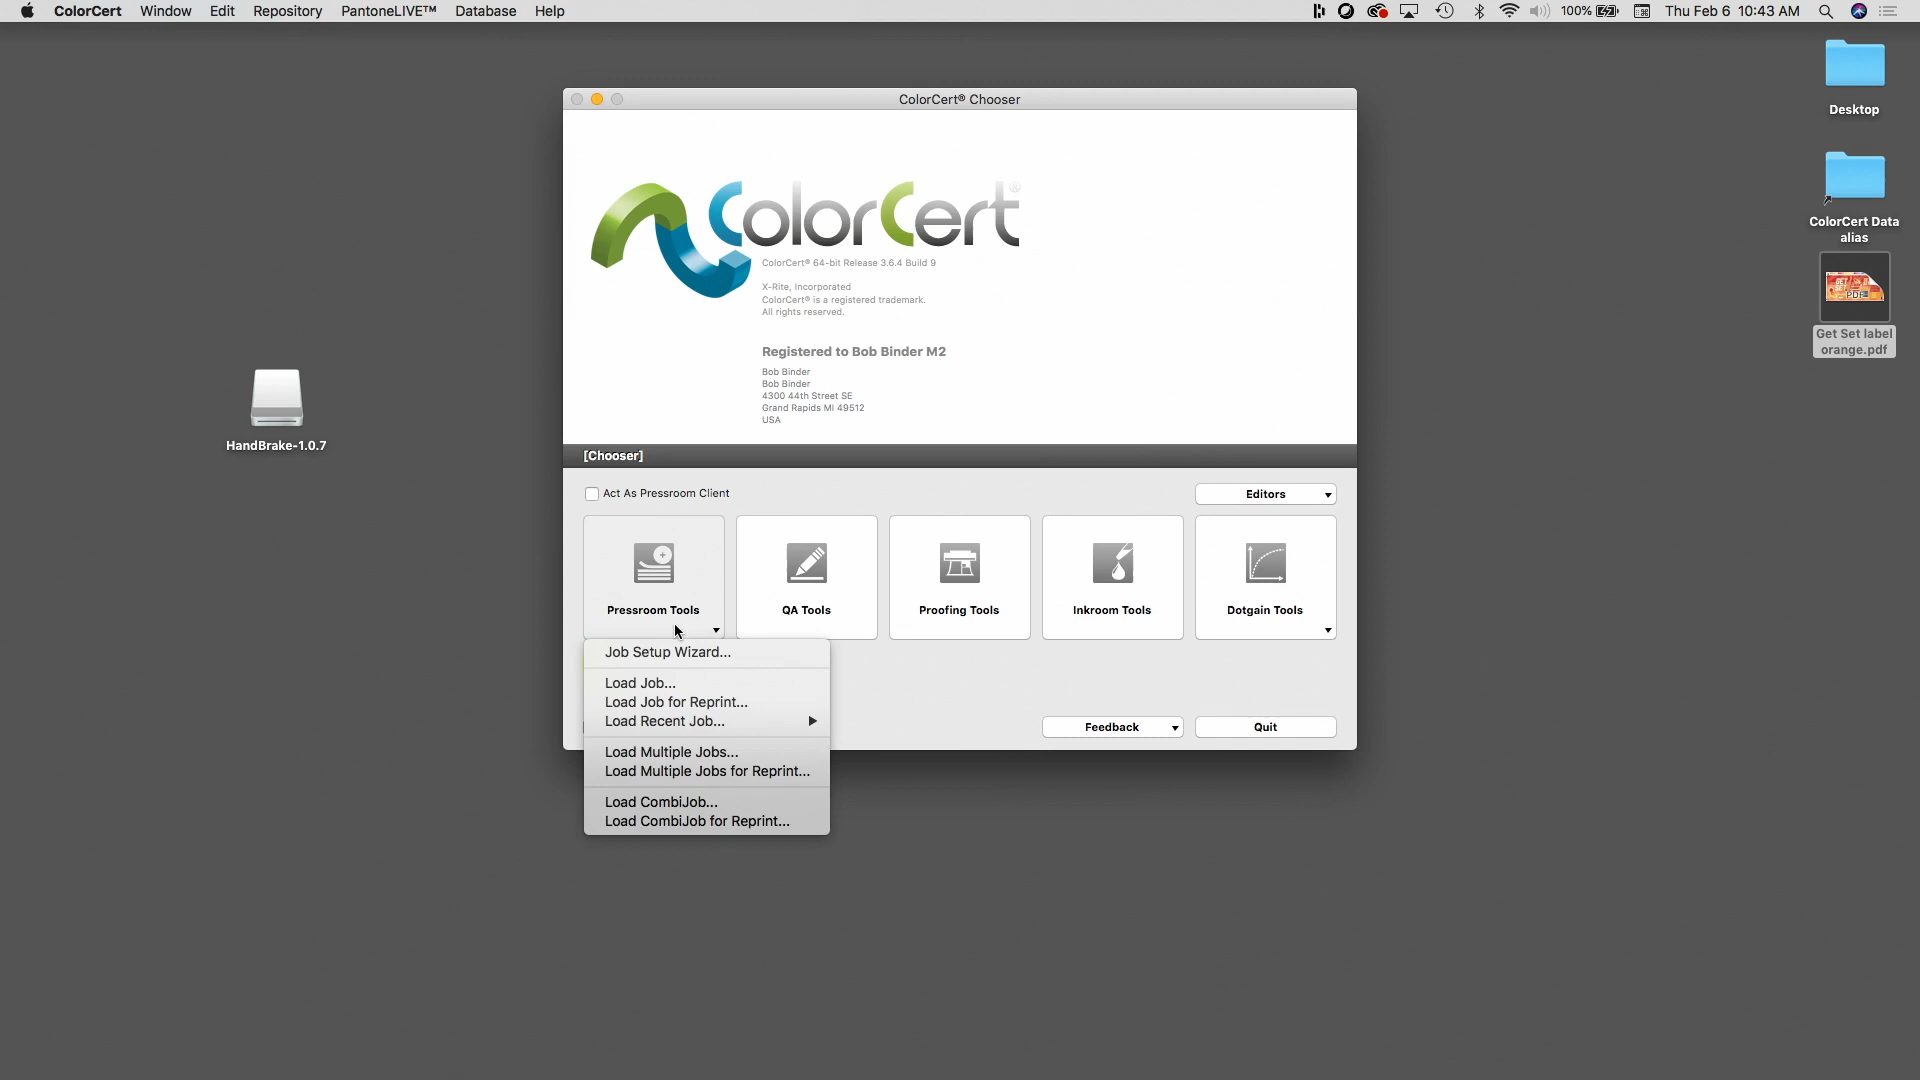 ColorCert Window Edit Repository PantoneLIVE™ Database Help
100% Thu Feb 6 10:43 AM
Desktop
ColorCert Data
alias
GET
SET
PDF
Get Set label
orange.pdf
HandBrake-1.0.7
ColorCert® Chooser
ColorCert®
ColorCert® 64-bit Release 3.6.4 Build 9
X-Rite, Incorporated
ColorCert® is a registered trademark.
All rights reserved.
Registered to Bob Binder M2
Bob Binder
Bob Binder
4300 44th Street SE
Grand Rapids MI 49512
USA
[Chooser]
Act As Pressroom Client
Editors
Pressroom Tools
QA Tools
Proofing Tools
Inkroom Tools
Dotgain Tools
Job Setup Wizard...
Load Job...
Load Job for Reprint...
Load Recent Job...
Load Multiple Jobs...
Load Multiple Jobs for Reprint...
Load CombiJob...
Load CombiJob for Reprint...
Feedback
Quit